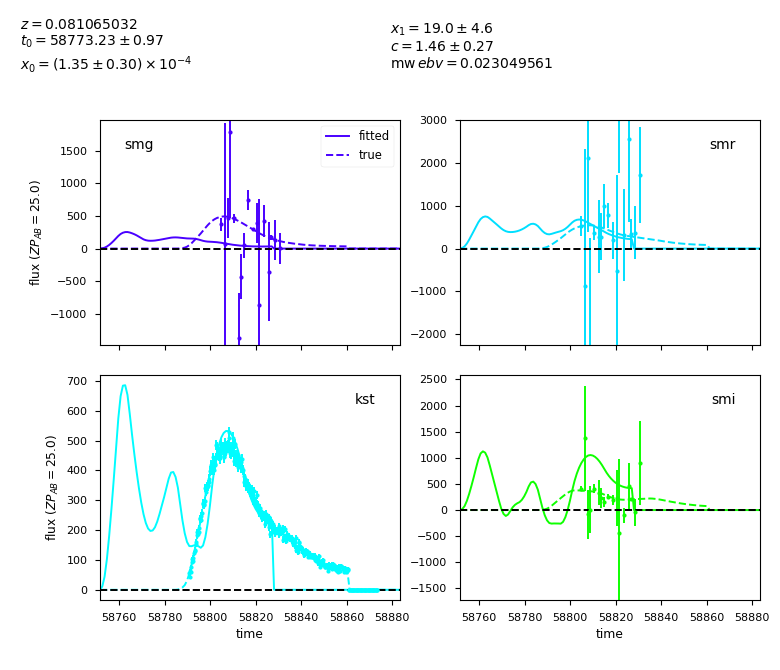 z = 0.081065032
t₀ = 58773.23 ± 0.97
x₀ = (1.35 ± 0.30) × 10⁻⁴
x₁ = 19.0 ± 4.6
c = 1.46 ± 0.27
mw ebv = 0.023049561
smg
fitted
true
1500
1000
500
0
−500
−1000
flux (ZP_AB = 25.0)
smr
3000
2000
1000
0
−1000
−2000
kst
700
600
500
400
300
200
100
0
flux (ZP_AB = 25.0)
58760 58780 58800 58820 58840 58860 58880
time
smi
2500
2000
1500
1000
500
0
−500
−1000
−1500
58760 58780 58800 58820 58840 58860 58880
time